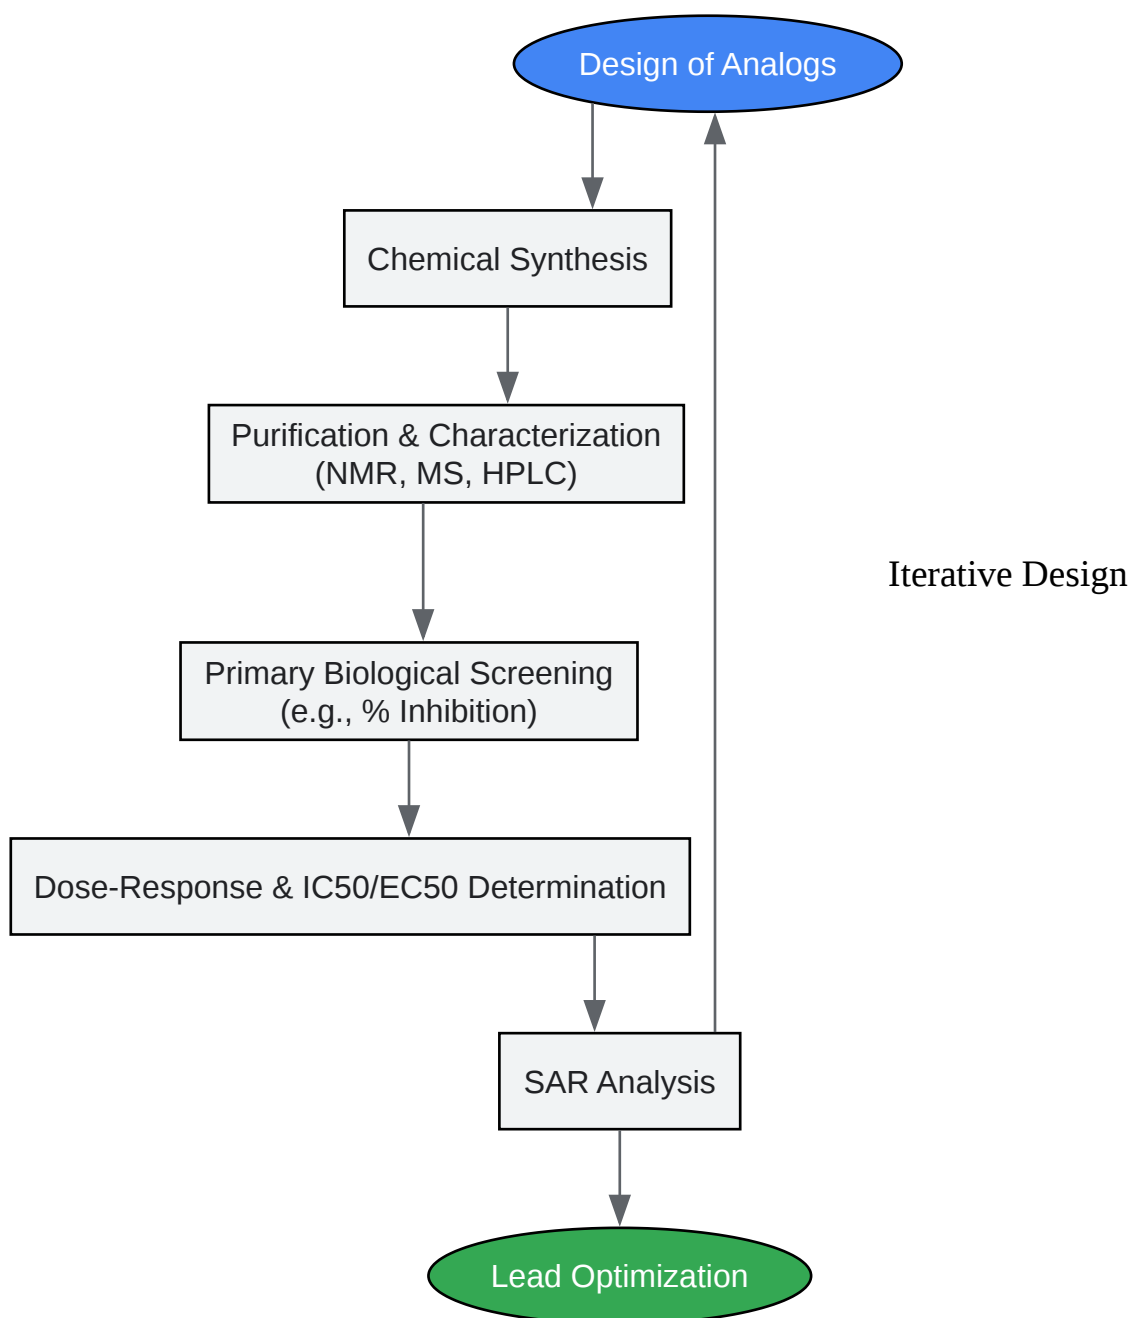 Design of Analogs
Chemical Synthesis
Purification & Characterization
(NMR, MS, HPLC)
Iterative Design
Primary Biological Screening
(e.g., % Inhibition)
Dose-Response & IC50/EC50 Determination
SAR Analysis
Lead Optimization